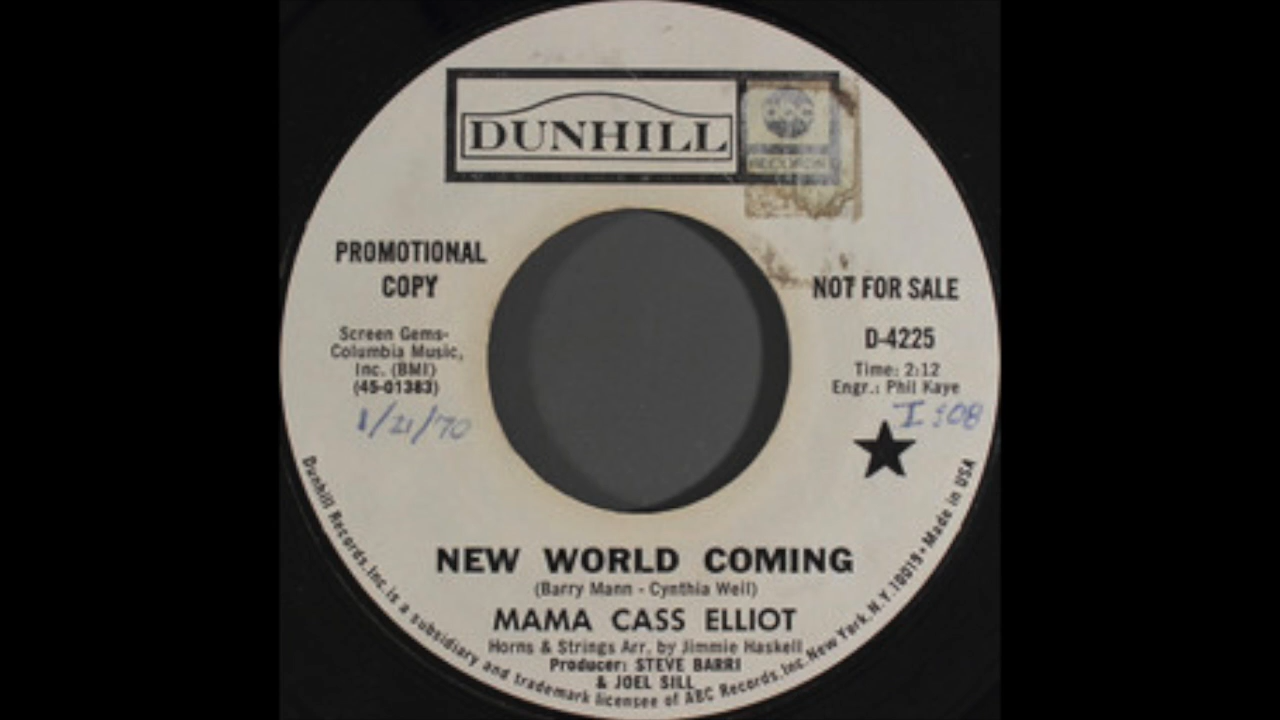 DUNHILL
abc
RECORDS
PROMOTIONAL
COPY
NOT FOR SALE
Screen Gems-
Columbia Music,
Inc. (BMI)
(45-01383)
1/21/70
D-4225
Time: 2:12
Engr.: Phil Kaye
I :08
NEW WORLD COMING
(Barry Mann - Cynthia Weil)
MAMA CASS ELLIOT
Horns & Strings Arr. by Jimmie Haskell
Producer: STEVE BARRI
& JOEL SILL
Dunhill Records, Inc. is a subsidiary and trademark licensee of ABC Records, Inc. New York, N.Y. 10019 • Made in USA